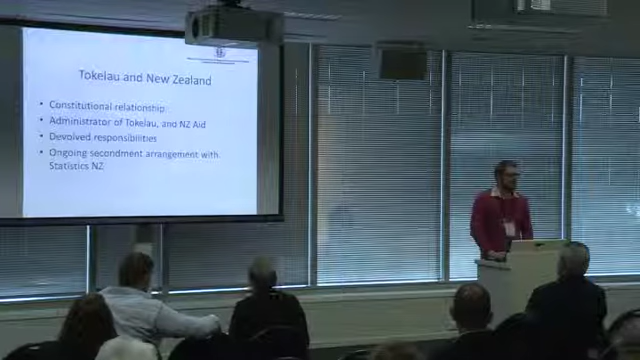 Tokelau and New Zealand
• Constitutional relationship
• Administrator of Tokelau, and NZ Aid
• Devolved responsibilities
• Ongoing secondment arrangement with
Statistics NZ